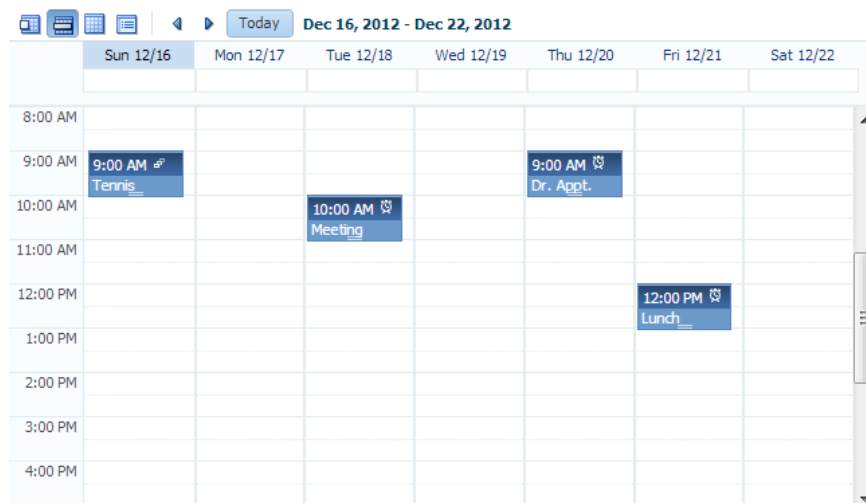 Today Dec 16, 2012 - Dec 22, 2012
Sun 12/16 Mon 12/17 Tue 12/18 Wed 12/19 Thu 12/20 Fri 12/21 Sat 12/22
8:00 AM
9:00 AM 9:00 AM 9:00 AM
Tennis Dr. Appt.
10:00 AM 10:00 AM
Meeting
11:00 AM
12:00 PM 12:00 PM
Lunch
1:00 PM
2:00 PM
3:00 PM
4:00 PM